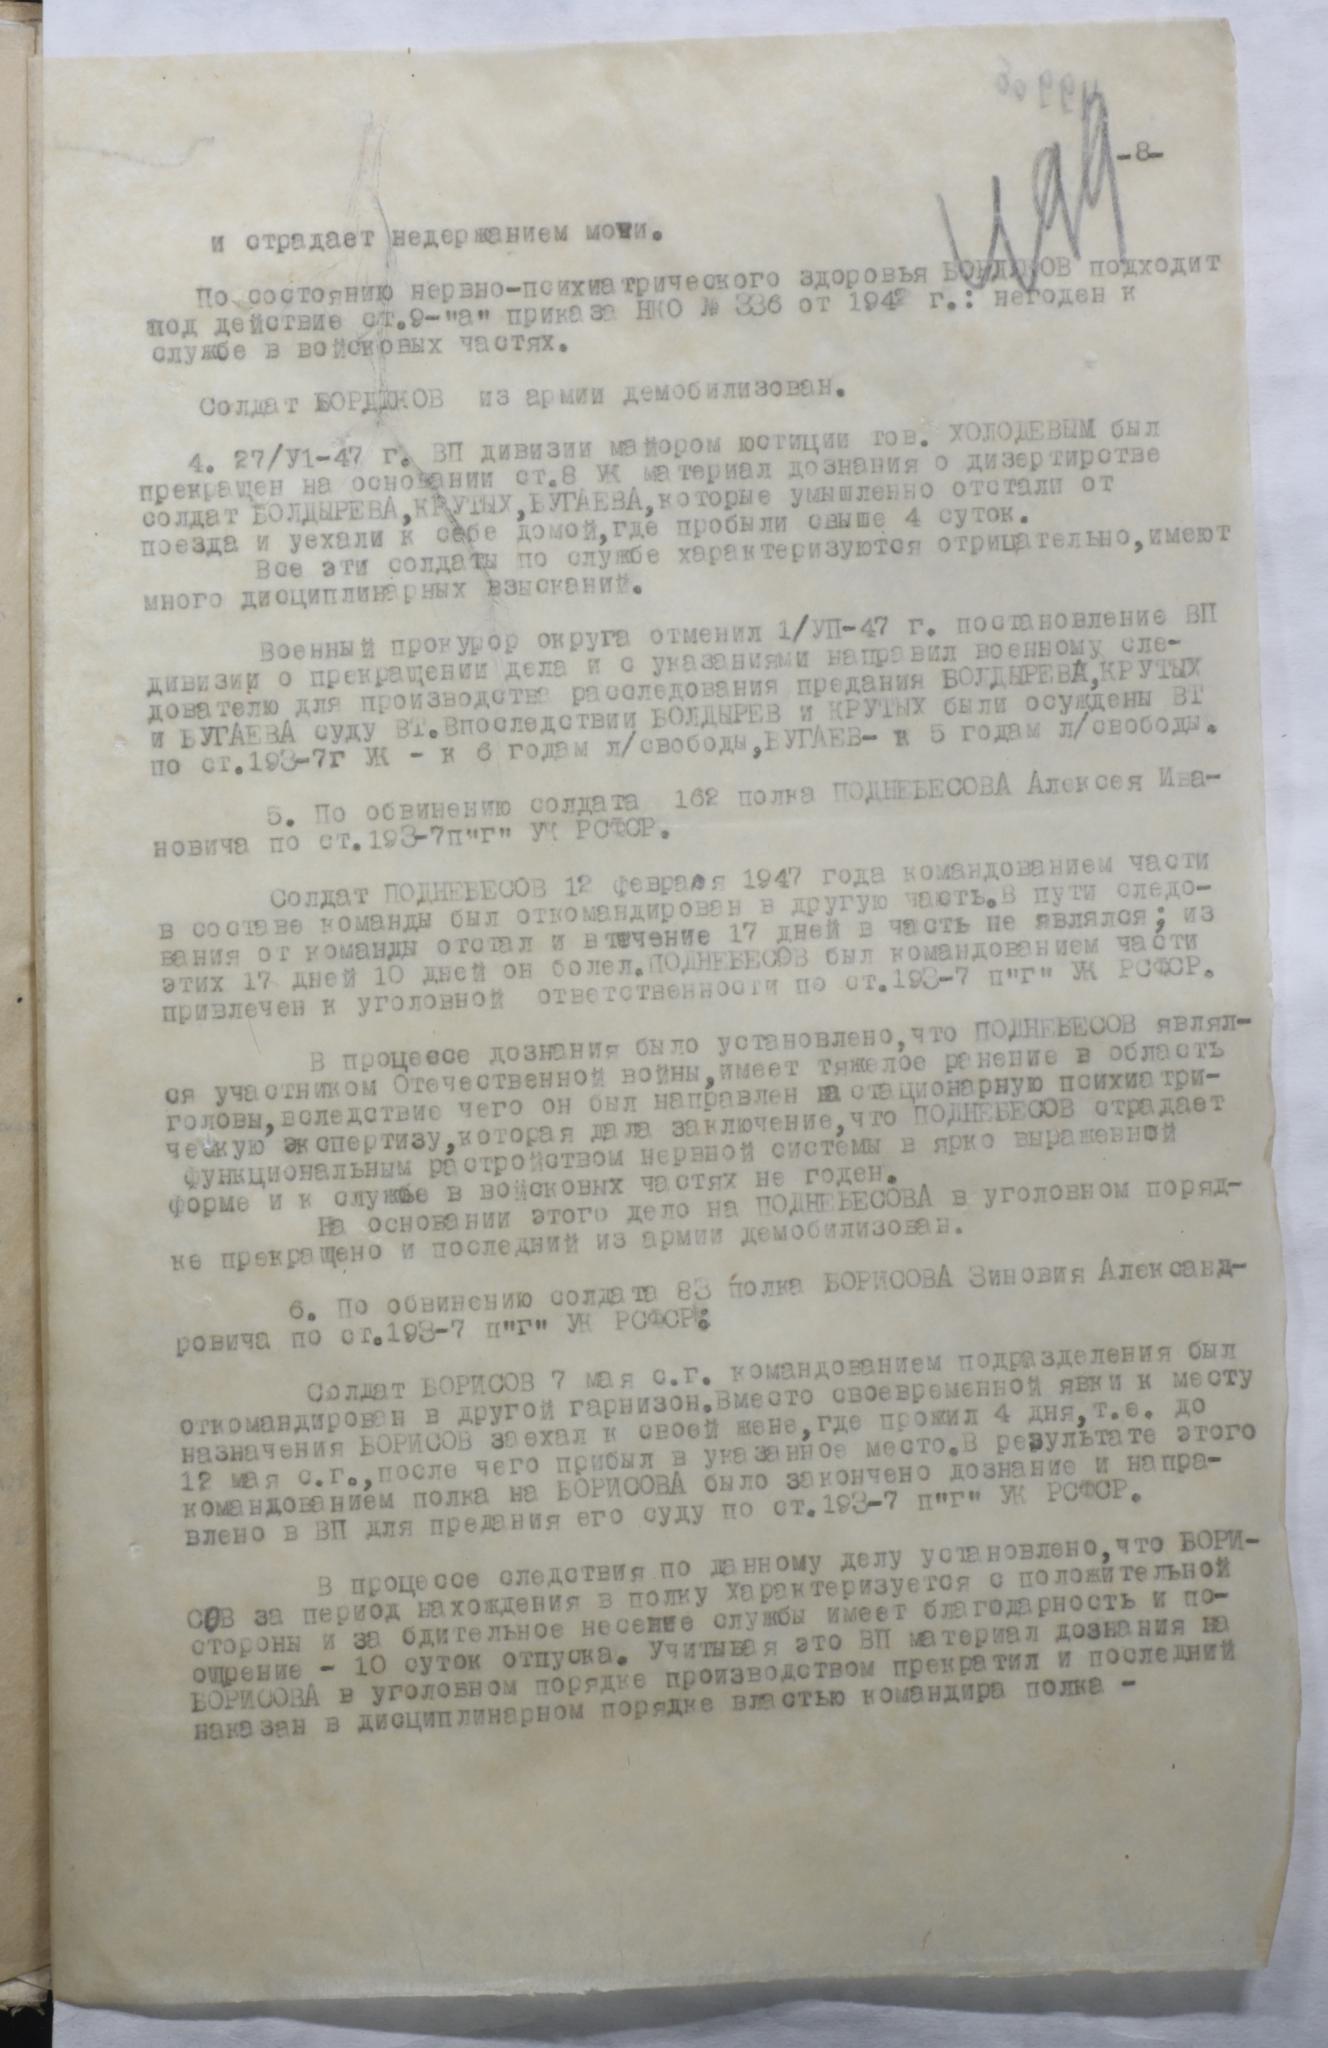 -8-
499
и страдает недержанием мочи.
По состоянию нервно-психиатрического здоровья БОРДЮКОВ подходит
под действие ст.9-"а" приказа НКО № 336 от 1942 г.: негоден к
службе в войсковых частях.
Солдат БОРДЮКОВ из армии демобилизован.
4. 27/У1-47 г. ВП дивизии майором юстиции тов. ХОЛОДЕВЫМ был
прекращен на основании ст.8 УК материал дознания о дизертирстве
солдат БОЛДЫРЕВА,КРУТЫХ,БУГАЕВА,которые умышленно отстали от
поезда и уехали к себе домой,где пробыли свыше 4 суток.
Все эти солдаты по службе характеризуются отрицательно,имеют
много дисциплинарных взысканий.
Военный прокурор округа отменил 1/УП-47 г. постановление ВП
дивизии о прекращении дела и с указаниями направил военному сле-
дователю для производства расследования предания БОЛДЫРЕВА,КРУТЫХ
и БУГАЕВА суду ВТ.Впоследствии БОЛДЫРЕВ и КРУТЫХ были осуждены ВТ
по ст.193-7г УК - к 6 годам л/свободы,БУГАЕВ- к 5 годам л/свободы.
5. По обвинению солдата 162 полка ПОДНЕБЕСОВА Алексея Ива-
новича по ст.193-7п"г" УК РСФСР.
Солдат ПОДНЕБЕСОВ 12 февраля 1947 года командованием части
в составе команды был откомандирован в другую часть.В пути следо-
вания от команды отстал и втечение 17 дней в часть не являлся; из
этих 17 дней 10 дней он болел.ПОДНЕБЕСОВ был командованием части
привлечен к уголовной ответственности по ст.193-7 п"г" УК РСФСР.
В процессе дознания было установлено,что ПОДНЕБЕСОВ являл-
ся участником Отечественной войны,имеет тяжелое ранение в область
головы,вследствие чего он был направлен на стационарную психиатри-
ческую экспертизу,которая дала заключение,что ПОДНЕБЕСОВ страдает
функциональным растройством нервной системы в ярко выраженной
форме и к службе в войсковых частях не годен.
На основании этого дело на ПОДНЕБЕСОВА в уголовном поряд-
ке прекращено и последний из армии демобилизован.
6. По обвинению солдата 83 полка БОРИСОВА Зиновия Александ-
ровича по ст.193-7 п"г" УК РСФСР:
Солдат БОРИСОВ 7 мая с.г. командованием подразделения был
откомандирован в другой гарнизон.Вместо своевременной явки к месту
назначения БОРИСОВ заехал к своей жене,где прожил 4 дня,т.е. до
12 мая с.г.,после чего прибыл в указанное место.В результате этого
командованием полка на БОРИСОВА было закончено дознание и напра-
влено в ВП для предания его суду по ст.193-7 п"г" УК РСФСР.
В процессе следствия по данному делу установлено,что БОРИ-
СОВ за период нахождения в полку характеризуется с положительной
стороны и за бдительное несение службы имеет благодарность и по-
ощрение - 10 суток отпуска. Учитывая это ВП материал дознания на
БОРИСОВА в уголовном порядке производством прекратил и последний
наказан в дисциплинарном порядке властью командира полка -